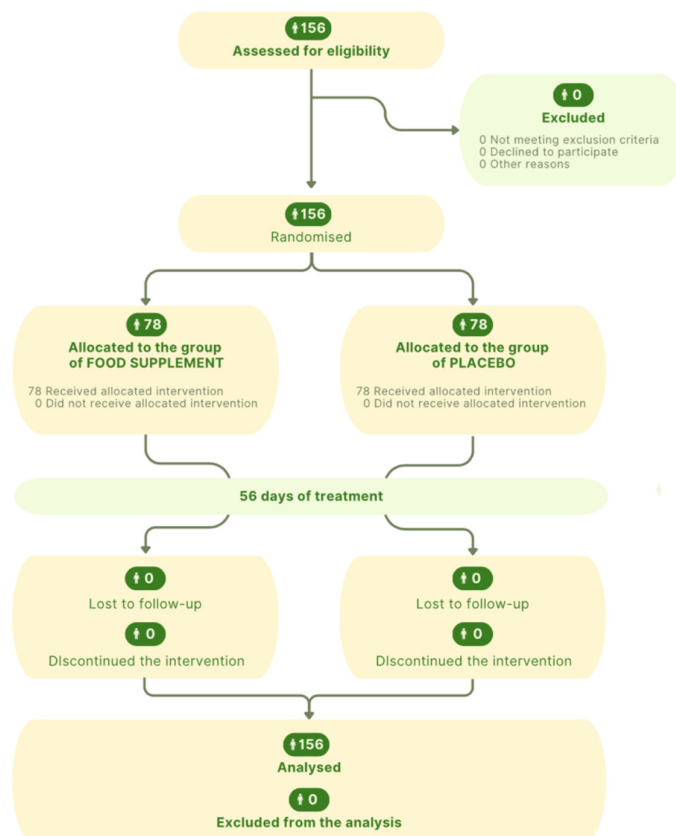 156
Assessed for eligibility
0
Excluded
0 Not meeting exclusion criteria
0 Declined to participate
0 Other reasons
156
Randomised
78
Allocated to the group
of FOOD SUPPLEMENT
78 Received allocated intervention
0 Did not receive allocated intervention
78
Allocated to the group
of PLACEBO
78 Received allocated intervention
0 Did not receive allocated intervention
56 days of treatment
0
Lost to follow-up
0
DIscontinued the intervention
0
Lost to follow-up
0
DIscontinued the intervention
156
Analysed
0
Excluded from the analysis